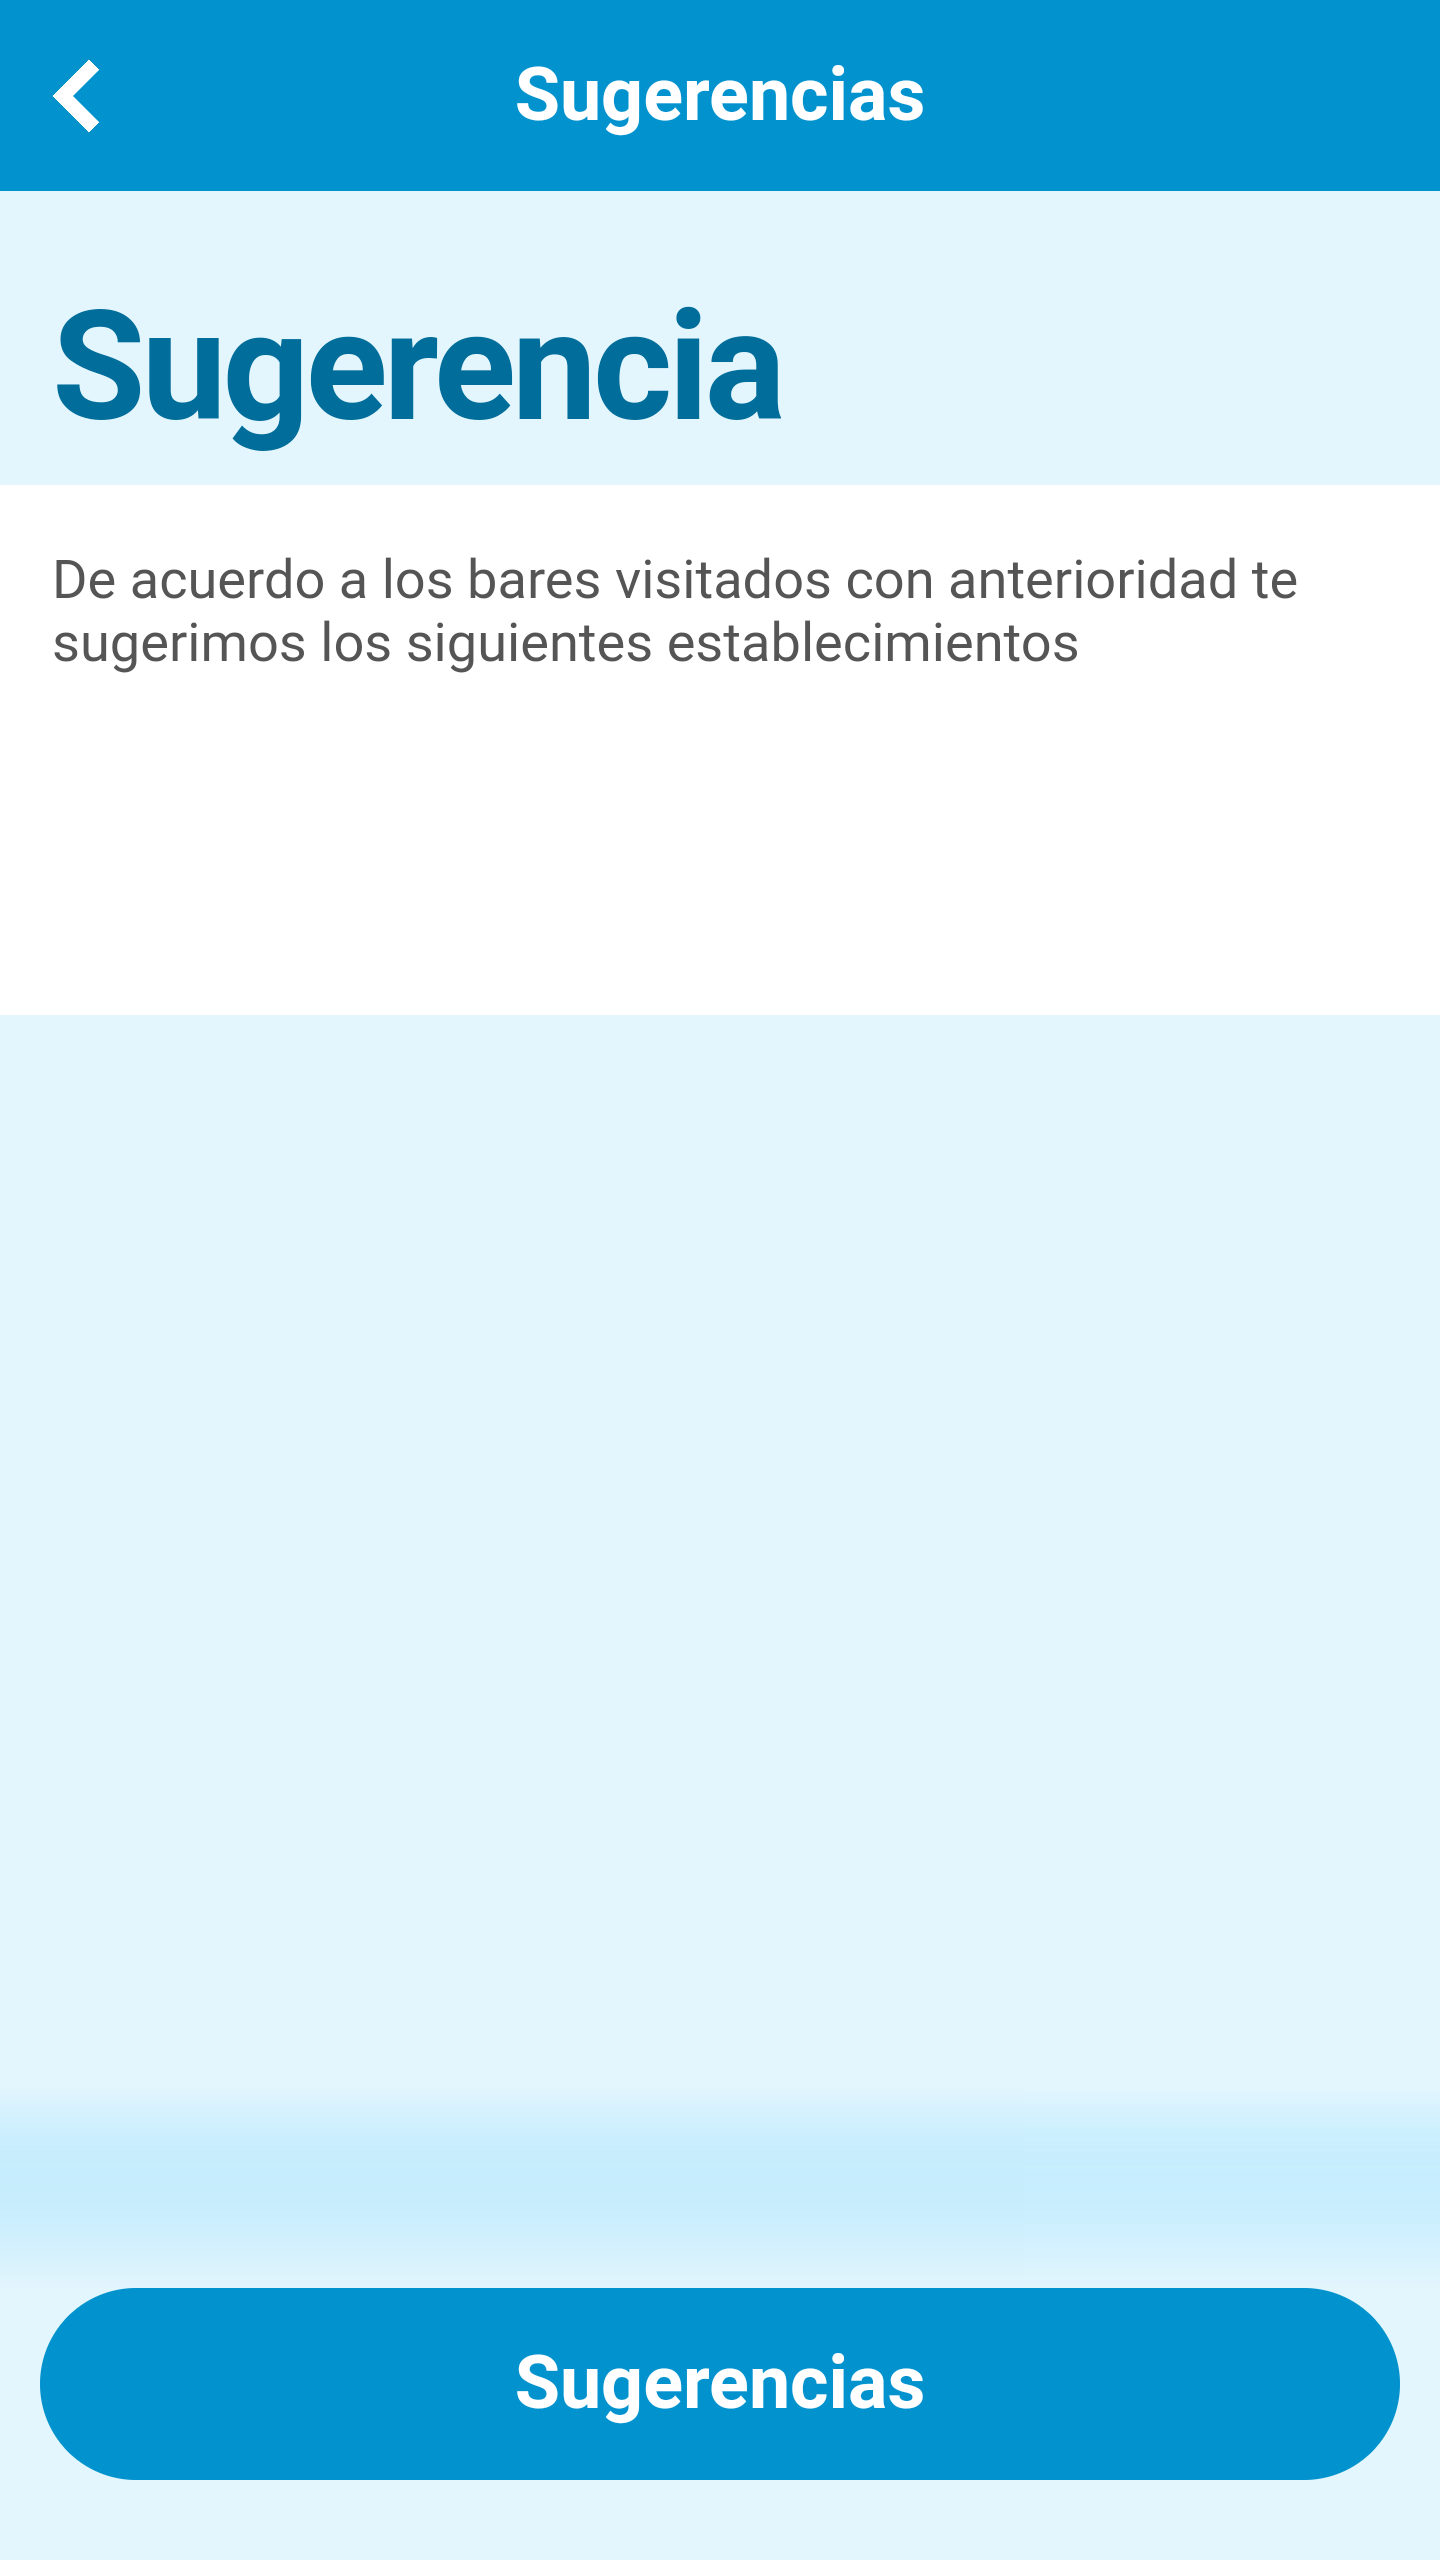 Sugerencias
Sugerencia
De acuerdo a los bares visitados con anterioridad te
sugerimos los siguientes establecimientos
Sugerencias